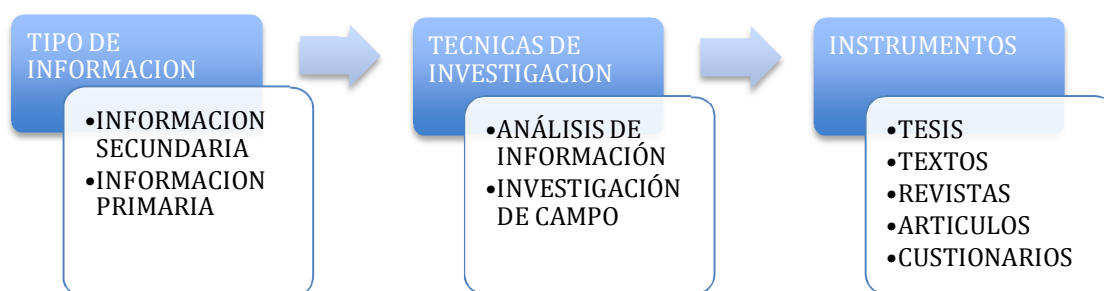 TIPO DE
INFORMACION
•INFORMACION
SECUNDARIA
•INFORMACION
PRIMARIA
TECNICAS DE
INVESTIGACION
•ANÁLISIS DE
INFORMACIÓN
•INVESTIGACIÓN
DE CAMPO
INSTRUMENTOS
•TESIS
•TEXTOS
•REVISTAS
•ARTICULOS
•CUSTIONARIOS